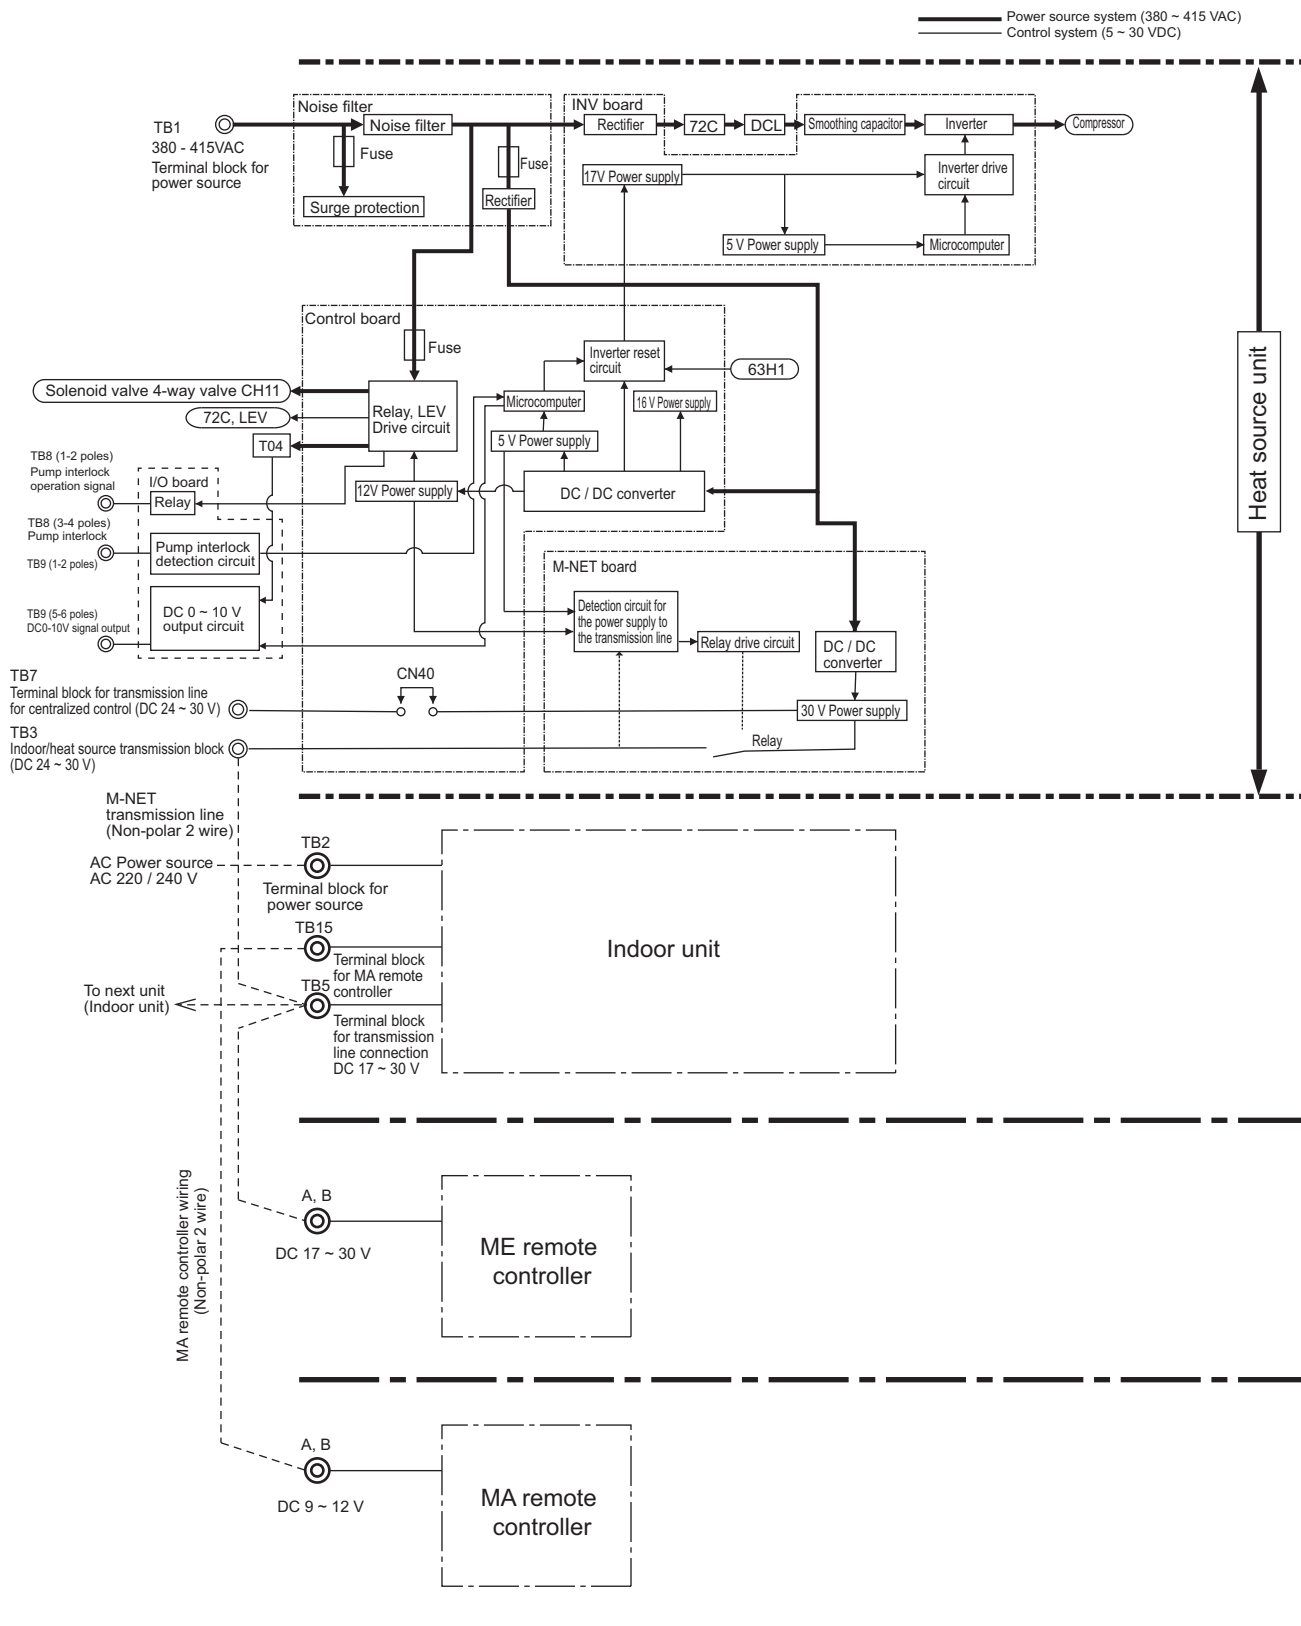 Power source system (380 ~ 415 VAC)
Control system (5 ~ 30 VDC)
Noise filter
INV board
TB1
380 - 415VAC
Terminal block for
power source
Noise filter
Rectifier
72C
DCL
Smoothing capacitor
Inverter
Compressor
Fuse
Fuse
Surge protection
Rectifier
17V Power supply
Inverter drive
circuit
5 V Power supply
Microcomputer
Control board
Fuse
Inverter reset
circuit
63H1
Solenoid valve 4-way valve CH11
72C, LEV
T04
Relay, LEV
Drive circuit
Microcomputer
16 V Power supply
5 V Power supply
12V Power supply
DC / DC converter
Heat source unit
TB8 (1-2 poles)
Pump interlock
operation signal
I/O board
Relay
TB8 (3-4 poles)
Pump interlock
TB9 (1-2 poles)
Pump interlock
detection circuit
TB9 (5-6 poles)
DC0-10V signal output
DC 0 ~ 10 V
output circuit
M-NET board
Detection circuit for
the power supply to
the transmission line
Relay drive circuit
DC / DC
converter
30 V Power supply
Relay
CN40
TB7
Terminal block for transmission line
for centralized control (DC 24 ~ 30 V)
TB3
Indoor/heat source transmission block
(DC 24 ~ 30 V)
M-NET
transmission line
(Non-polar 2 wire)
AC Power source
AC 220 / 240 V
TB2
Terminal block for
power source
TB15
Terminal block
for MA remote
controller
To next unit
(Indoor unit)
TB5
Terminal block
for transmission
line connection
DC 17 ~ 30 V
Indoor unit
MA remote controller wiring
(Non-polar 2 wire)
A, B
DC 17 ~ 30 V
ME remote
controller
A, B
DC 9 ~ 12 V
MA remote
controller